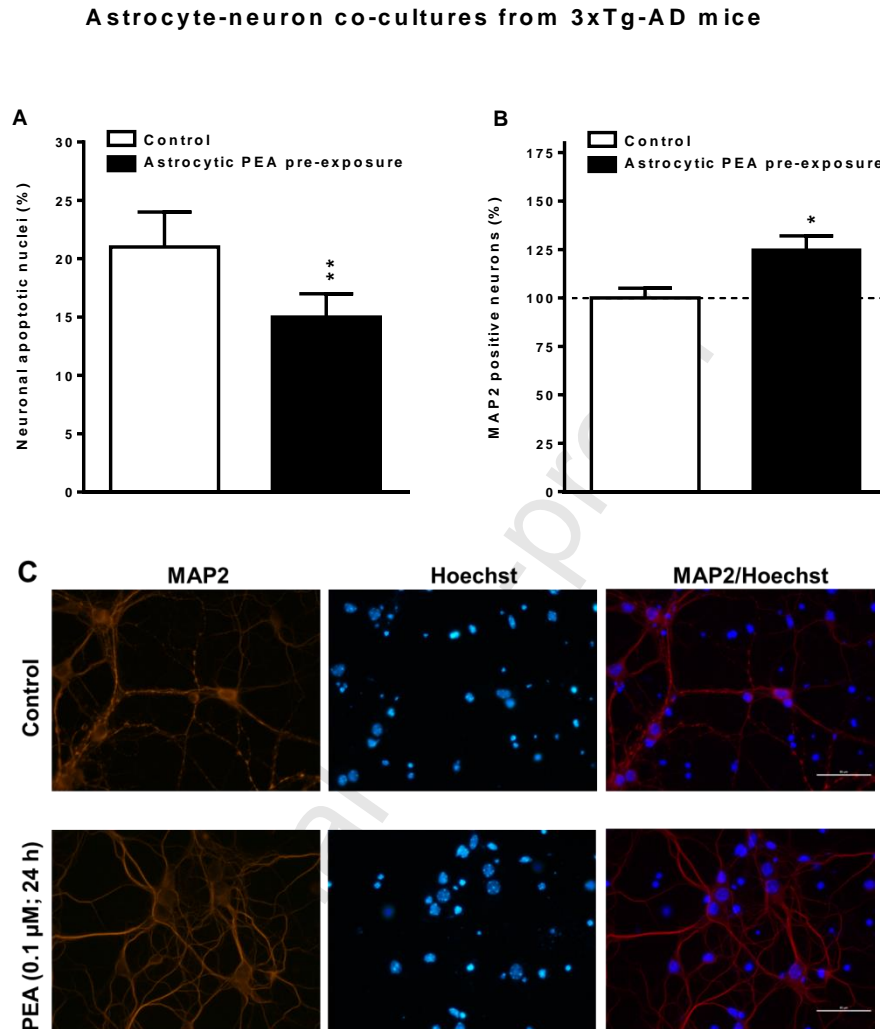 Astrocyte-neuron co-cultures from 3xTg-AD mice
A
Control
Astrocytic PEA pre-exposure
Neuronal apoptotic nuclei (%)
30
25
20
15
10
5
0
**
B
Control
Astrocytic PEA pre-exposure
MAP2 positive neurons (%)
175
150
125
100
75
50
25
0
*
C
MAP2
Hoechst
MAP2/Hoechst
Control
PEA (0.1 µM; 24 h)